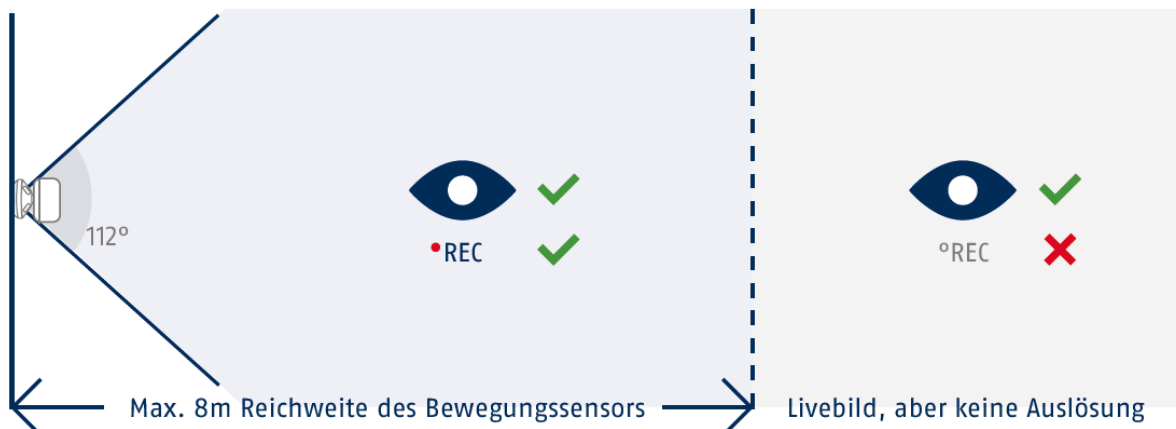 112°
•REC
°REC
Max. 8m Reichweite des Bewegungssensors
Livebild, aber keine Auslösung